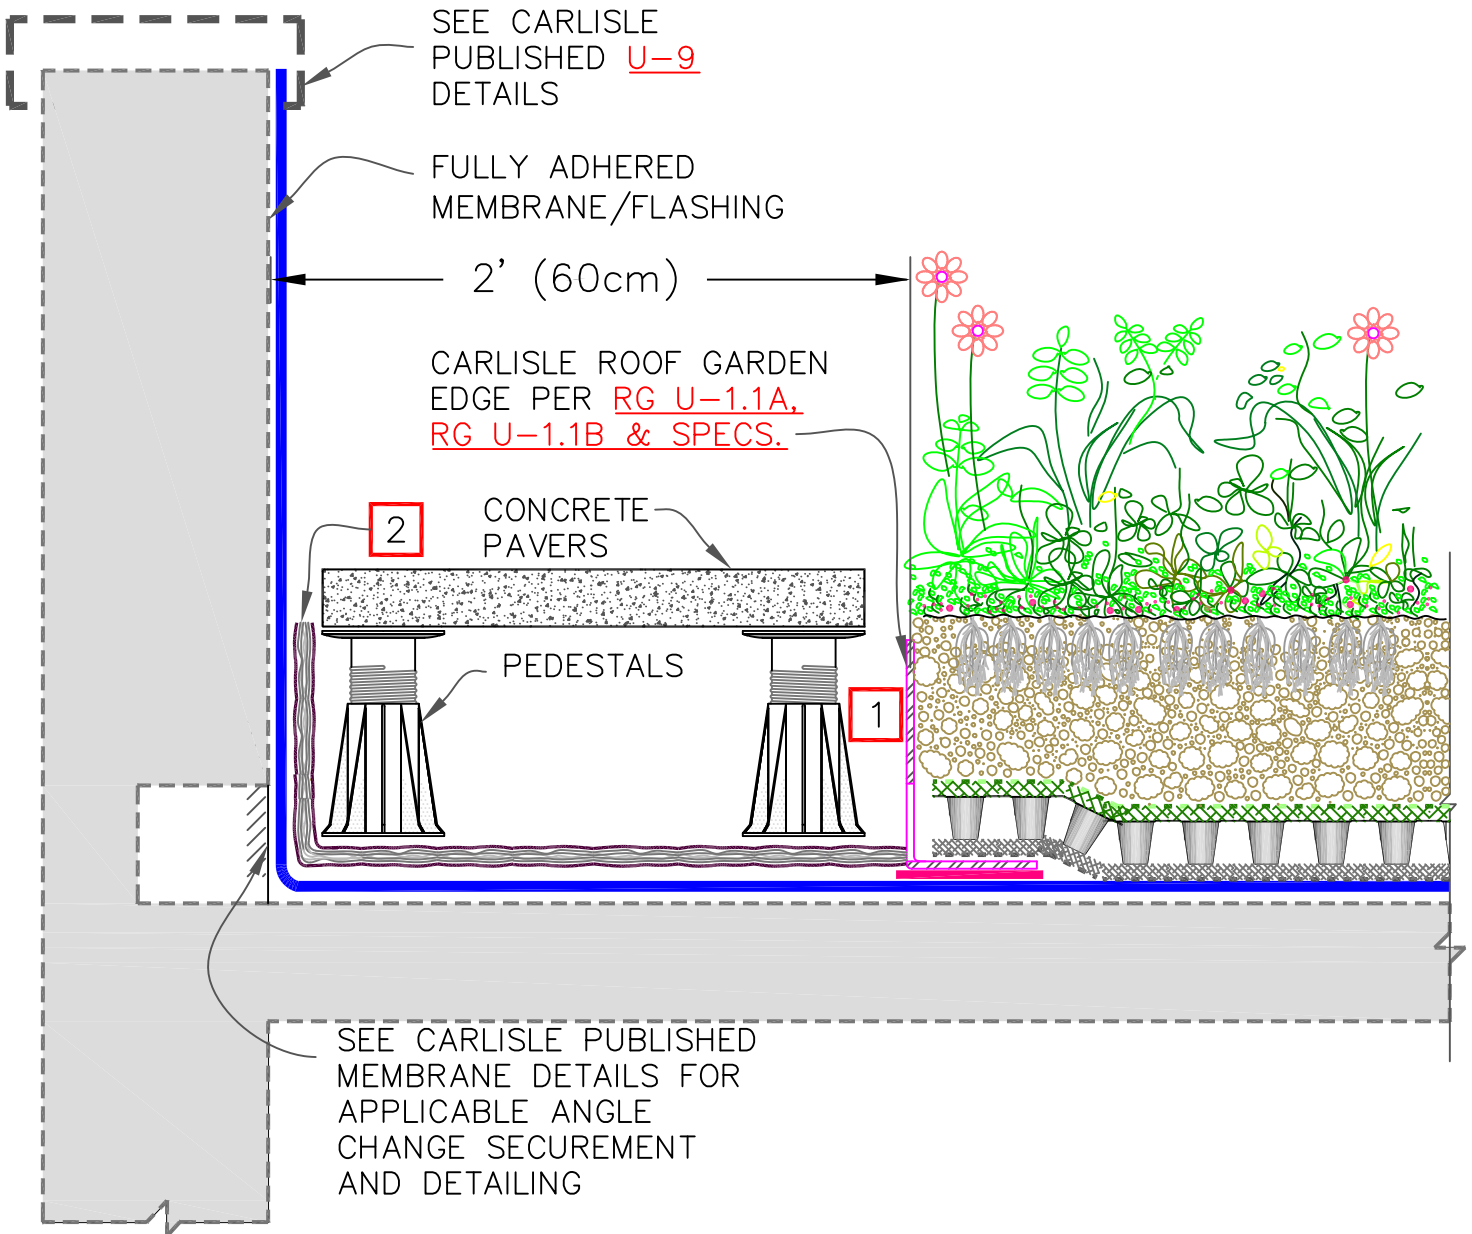 SEE CARLISLE
PUBLISHED U-9
DETAILS
FULLY ADHERED
MEMBRANE/FLASHING
2' (60cm)
CARLISLE ROOF GARDEN
EDGE PER RG U-1.1A,
RG U-1.1B & SPECS.
2
CONCRETE
PAVERS
PEDESTALS
1
SEE CARLISLE PUBLISHED
MEMBRANE DETAILS FOR
APPLICABLE ANGLE
CHANGE SECUREMENT
AND DETAILING